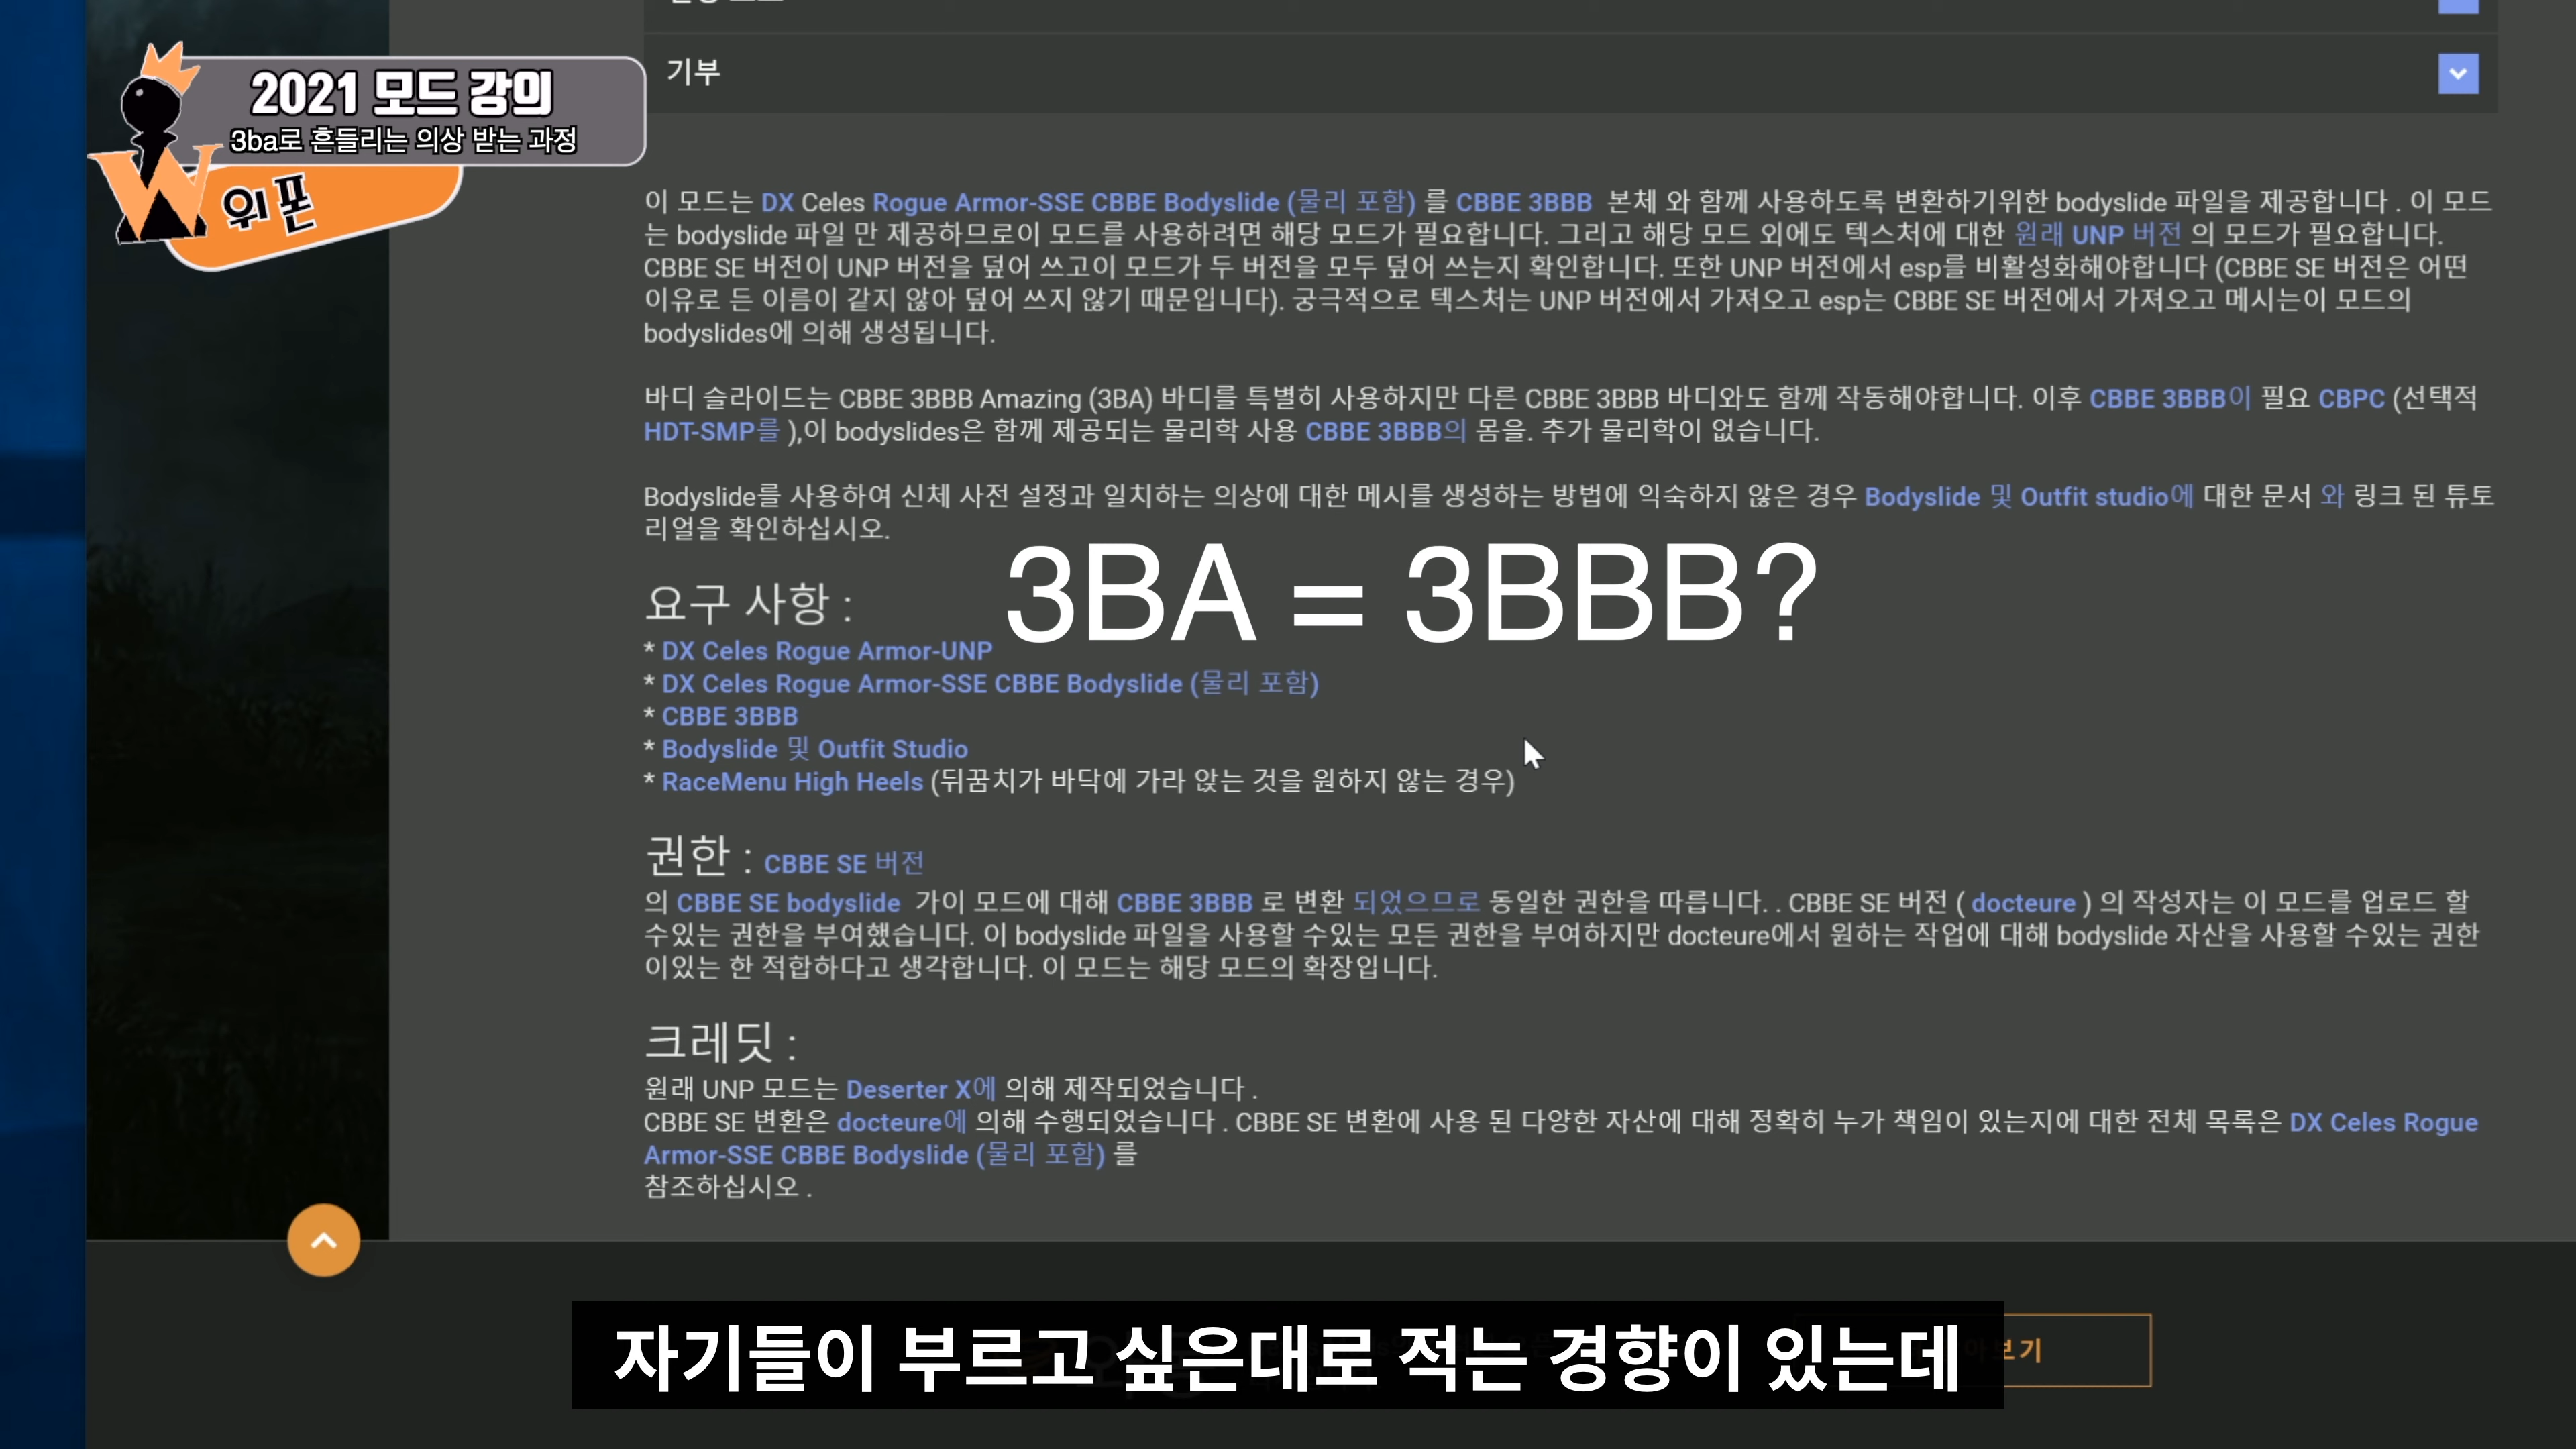 기부
2021 모드 강의
3ba로 흔들리는 의상 받는 과정
W
위폰
이 모드는 DX Celes Rogue Armor-SSE CBBE Bodyslide (물리 포함) 를 CBBE 3BBB 본체 와 함께 사용하도록 변환하기위한 bodyslide 파일을 제공합니다 . 이 모드
는 bodyslide 파일 만 제공하므로이 모드를 사용하려면 해당 모드가 필요합니다. 그리고 해당 모드 외에도 텍스처에 대한 원래 UNP 버전 의 모드가 필요합니다.
CBBE SE 버전이 UNP 버전을 덮어 쓰고이 모드가 두 버전을 모두 덮어 쓰는지 확인합니다. 또한 UNP 버전에서 esp를 비활성화해야합니다 (CBBE SE 버전은 어떤
이유로 든 이름이 같지 않아 덮어 쓰지 않기 때문입니다). 궁극적으로 텍스처는 UNP 버전에서 가져오고 esp는 CBBE SE 버전에서 가져오고 메시는이 모드의
bodyslides에 의해 생성됩니다.
바디 슬라이드는 CBBE 3BBB Amazing (3BA) 바디를 특별히 사용하지만 다른 CBBE 3BBB 바디와도 함께 작동해야합니다. 이후 CBBE 3BBB이 필요 CBPC (선택적
HDT-SMP를 ),이 bodyslides은 함께 제공되는 물리학 사용 CBBE 3BBB의 몸을. 추가 물리학이 없습니다.
Bodyslide를 사용하여 신체 사전 설정과 일치하는 의상에 대한 메시를 생성하는 방법에 익숙하지 않은 경우 Bodyslide 및 Outfit studio에 대한 문서 와 링크 된 튜토
리얼을 확인하십시오.
3BA = 3BBB?
요구 사항 :
* DX Celes Rogue Armor-UNP
* DX Celes Rogue Armor-SSE CBBE Bodyslide (물리 포함)
* CBBE 3BBB
* Bodyslide 및 Outfit Studio
* RaceMenu High Heels (뒤꿈치가 바닥에 가라 앉는 것을 원하지 않는 경우)
권한 : CBBE SE 버전
의 CBBE SE bodyslide 가이 모드에 대해 CBBE 3BBB 로 변환 되었으므로 동일한 권한을 따릅니다. . CBBE SE 버전 ( docteure ) 의 작성자는 이 모드를 업로드 할
수있는 권한을 부여했습니다. 이 bodyslide 파일을 사용할 수있는 모든 권한을 부여하지만 docteure에서 원하는 작업에 대해 bodyslide 자산을 사용할 수있는 권한
이있는 한 적합하다고 생각합니다. 이 모드는 해당 모드의 확장입니다.
크레딧 :
원래 UNP 모드는 Deserter X에 의해 제작되었습니다 .
CBBE SE 변환은 docteure에 의해 수행되었습니다 . CBBE SE 변환에 사용 된 다양한 자산에 대해 정확히 누가 책임이 있는지에 대한 전체 목록은 DX Celes Rogue
Armor-SSE CBBE Bodyslide (물리 포함) 를
참조하십시오 .
자기들이 부르고 싶은대로 적는 경향이 있는데
보기